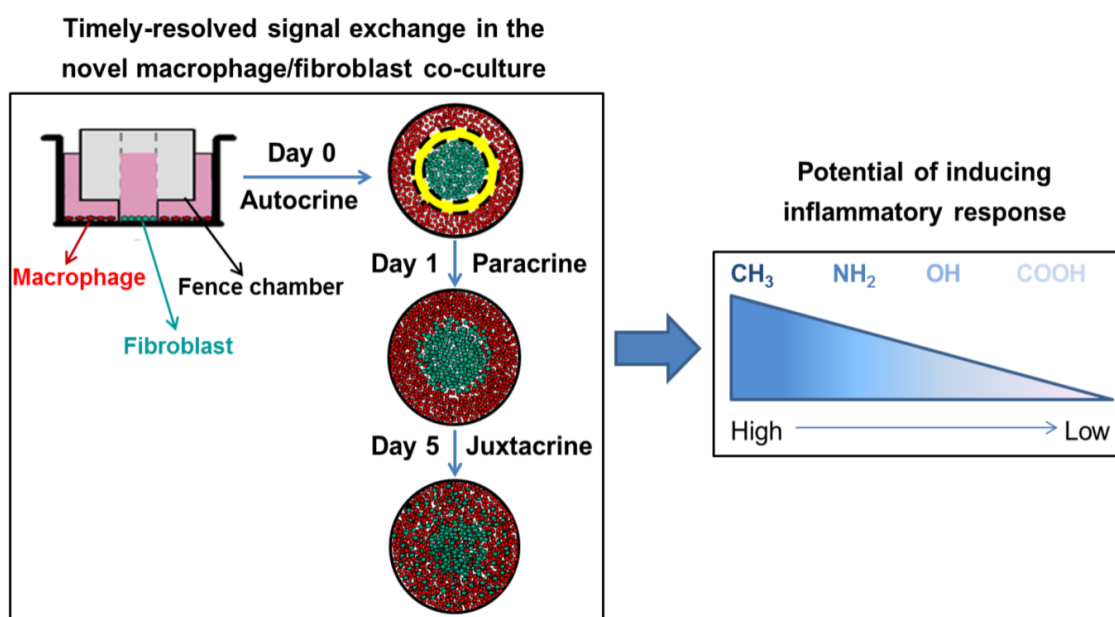 Timely-resolved signal exchange in the
novel macrophage/fibroblast co-culture
Day 0
Autocrine
Macrophage
Fence chamber
Fibroblast
Day 1 Paracrine
Day 5 Juxtacrine
Potential of inducing
inflammatory response
CH₃ NH₂ OH COOH
High Low